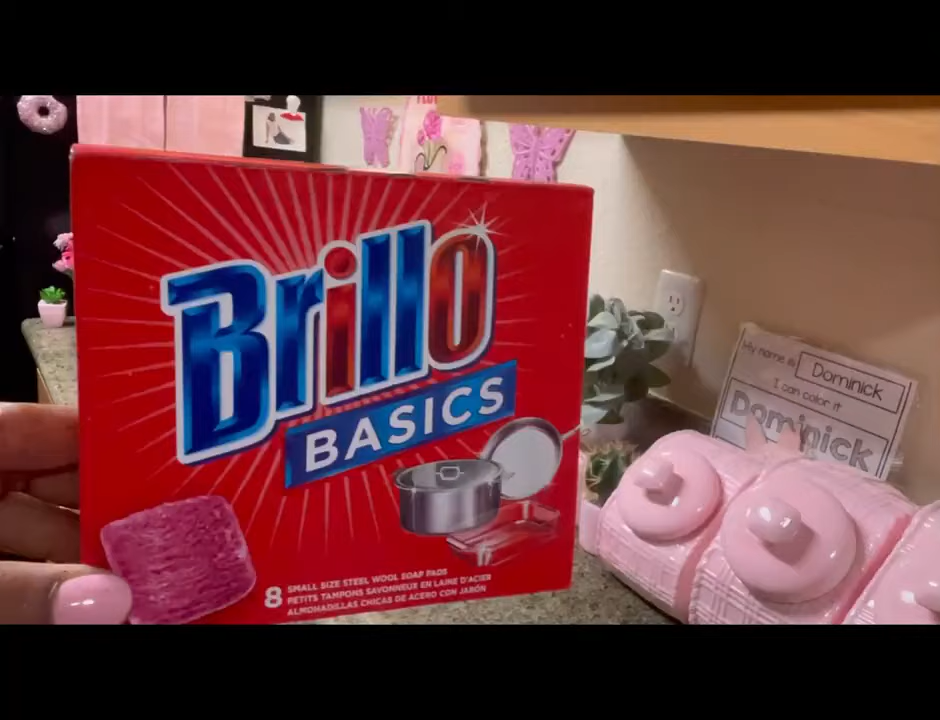 Brillo
BASICS
8 SMALL SIZE STEEL WOOL SOAP PADS
PETITS TAMPONS SAVONNEUX EN LAINE D'ACIER
ALMOHADILLAS CHICAS DE ACERO CON JABÓN
My name is Dominick
I can color it
Dominick